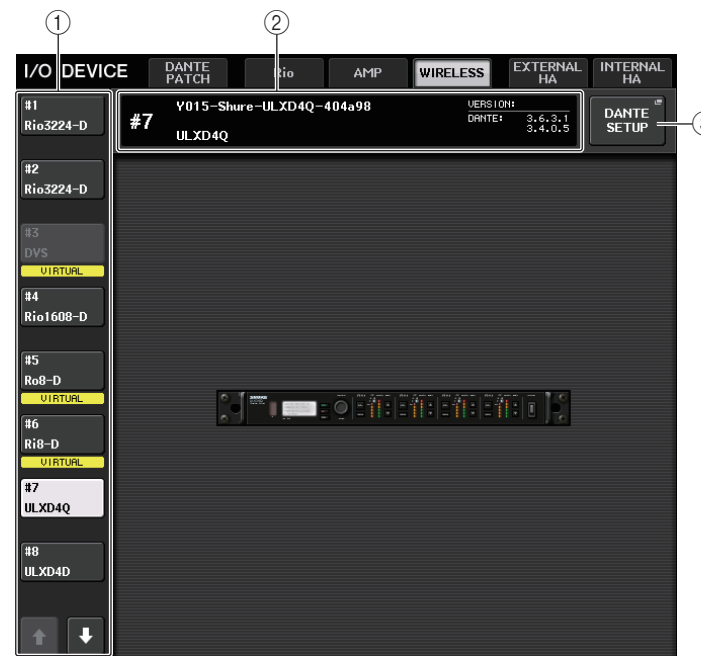 ① ②
I/O DEVICE
DANTE PATCH
Rio
AMP
WIRELESS
EXTERNAL HA
INTERNAL HA
#1
Rio3224-D
#2
Rio3224-D
#3
DVS
VIRTUAL
#4
Rio1608-D
#5
Ro8-D
VIRTUAL
#6
Ri8-D
VIRTUAL
#7
ULXD4Q
#8
ULXD4D
#7
Y015-Shure-ULXD4Q-404a98
ULXD4Q
VERSION:
DANTE: 3.6.3.1
3.4.0.5
DANTE
SETUP
SHURE